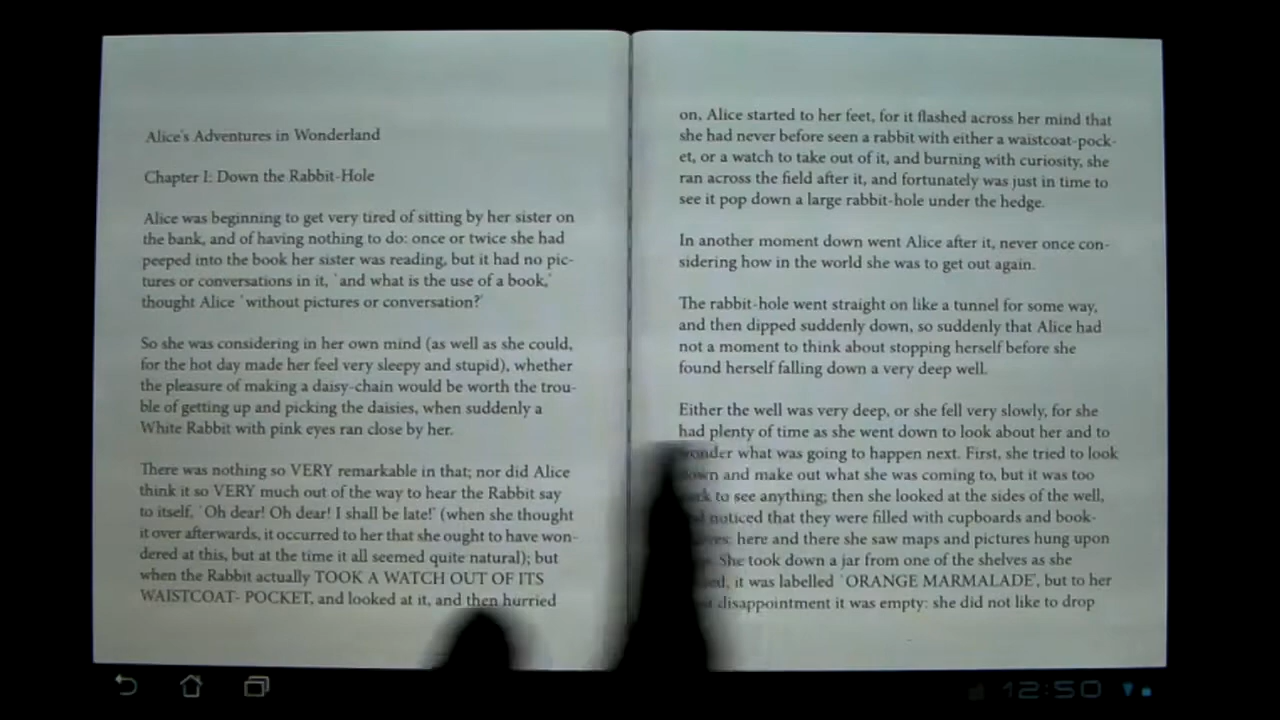 Alice's Adventures in Wonderland
Chapter I: Down the Rabbit-Hole
Alice was beginning to get very tired of sitting by her sister on
the bank, and of having nothing to do: once or twice she had
peeped into the book her sister was reading, but it had no pic-
tures or conversations in it, `and what is the use of a book,'
thought Alice `without pictures or conversation?'
So she was considering in her own mind (as well as she could,
for the hot day made her feel very sleepy and stupid), whether
the pleasure of making a daisy-chain would be worth the trou-
ble of getting up and picking the daisies, when suddenly a
White Rabbit with pink eyes ran close by her.
There was nothing so VERY remarkable in that; nor did Alice
think it so VERY much out of the way to hear the Rabbit say
to itself, `Oh dear! Oh dear! I shall be late!' (when she thought
it over afterwards, it occurred to her that she ought to have won-
dered at this, but at the time it all seemed quite natural); but
when the Rabbit actually TOOK A WATCH OUT OF ITS
WAISTCOAT- POCKET, and looked at it, and then hurried
on, Alice started to her feet, for it flashed across her mind that
she had never before seen a rabbit with either a waistcoat-pock-
et, or a watch to take out of it, and burning with curiosity, she
ran across the field after it, and fortunately was just in time to
see it pop down a large rabbit-hole under the hedge.
In another moment down went Alice after it, never once con-
sidering how in the world she was to get out again.
The rabbit-hole went straight on like a tunnel for some way,
and then dipped suddenly down, so suddenly that Alice had
not a moment to think about stopping herself before she
found herself falling down a very deep well.
Either the well was very deep, or she fell very slowly, for she
had plenty of time as she went down to look about her and to
wonder what was going to happen next. First, she tried to look
down and make out what she was coming to, but it was too
to see anything; then she looked at the sides of the well,
noticed that they were filled with cupboards and book-
here and there she saw maps and pictures hung upon
She took down a jar from one of the shelves as she
it was labelled `ORANGE MARMALADE', but to her
disappointment it was empty: she did not like to drop
12:50